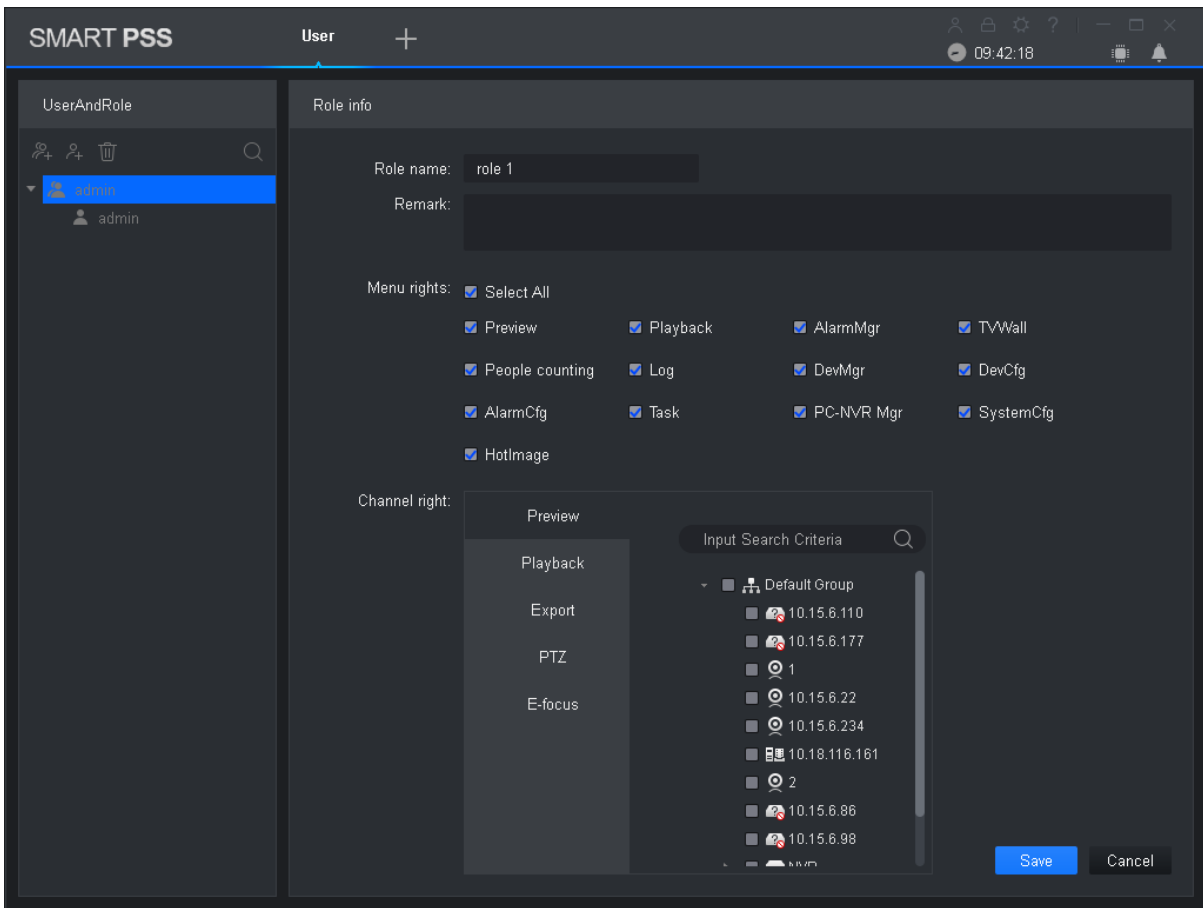 SMART PSS
User
09:42:18
UserAndRole
Role info
admin
admin
Role name: role 1
Remark:
Menu rights: Select All
Preview Playback AlarmMgr TVWall
People counting Log DevMgr DevCfg
AlarmCfg Task PC-NVR Mgr SystemCfg
HotImage
Channel right:
Preview
Playback
Export
PTZ
E-focus
Input Search Criteria
Default Group
10.15.6.110
10.15.6.177
1
10.15.6.22
10.15.6.234
10.18.116.161
2
10.15.6.86
10.15.6.98
NVR
Save Cancel